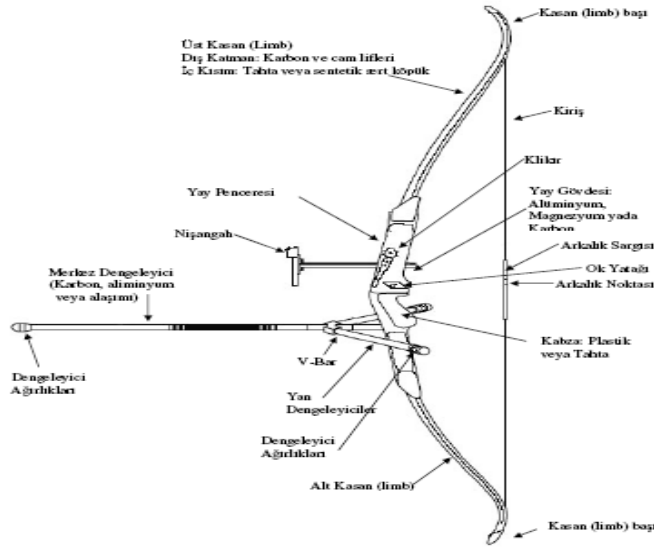 Kasan (limb) başı
Üst Kasan (Limb)
Dış Katman: Karbon ve cam lifleri
İç Kısım: Tahta veya sentetik sert köpük
Kiriş
Klikır
Yay Penceresi
Yay Gövdesi:
Alüminyum,
Magnezyum yada
Karbon
Nişangah
Arkalık Sargısı
Merkez Dengeleyici
(Karbon, aliminyum
veya alaşımı)
Ok Yatağı
Arkalık Noktası
Kabza: Plastik
veya Tahta
V-Bar
Dengeleyici
Ağırlıkları
Yan
Dengeleyiciler
Dengeleyici
Ağırlıkları
Alt Kasan (limb)
Kasan (limb) başı